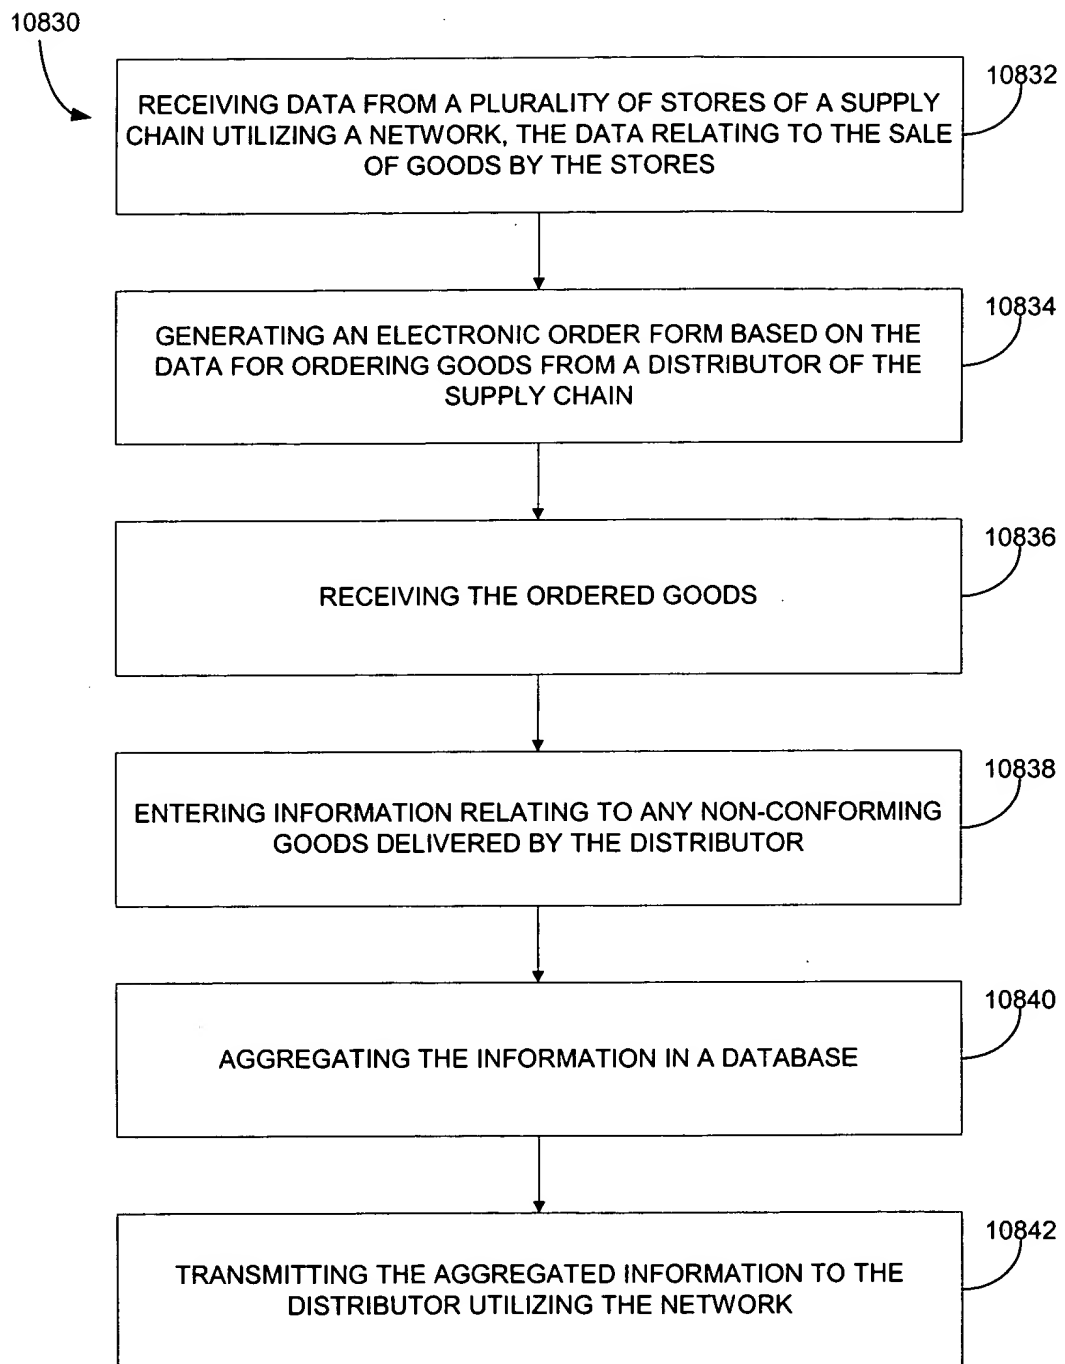 10830
10832
RECEIVING DATA FROM A PLURALITY OF STORES OF A SUPPLY
CHAIN UTILIZING A NETWORK, THE DATA RELATING TO THE SALE
OF GOODS BY THE STORES
10834
GENERATING AN ELECTRONIC ORDER FORM BASED ON THE
DATA FOR ORDERING GOODS FROM A DISTRIBUTOR OF THE
SUPPLY CHAIN
10836
RECEIVING THE ORDERED GOODS
10838
ENTERING INFORMATION RELATING TO ANY NON-CONFORMING
GOODS DELIVERED BY THE DISTRIBUTOR
10840
AGGREGATING THE INFORMATION IN A DATABASE
10842
TRANSMITTING THE AGGREGATED INFORMATION TO THE
DISTRIBUTOR UTILIZING THE NETWORK